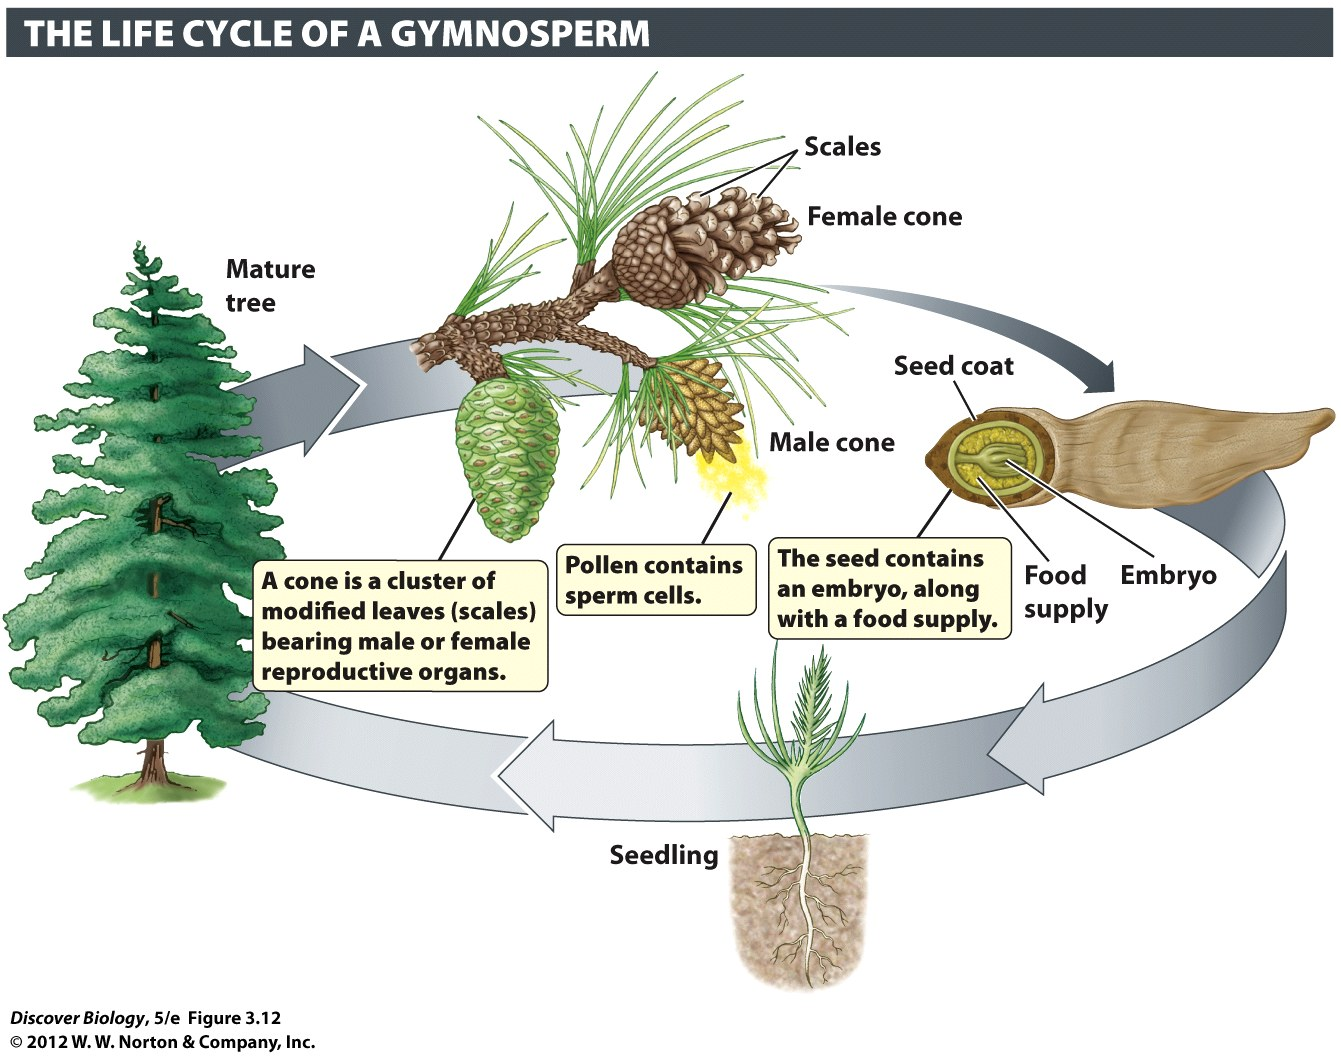 THE LIFE CYCLE OF A GYMNOSPERM
Scales
Female cone
Mature
tree
Seed coat
Male cone
A cone is a cluster of
modified leaves (scales)
bearing male or female
reproductive organs.
Pollen contains
sperm cells.
The seed contains
an embryo, along
with a food supply.
Food
supply
Embryo
Seedling
Discover Biology, 5/e Figure 3.12
© 2012 W. W. Norton & Company, Inc.